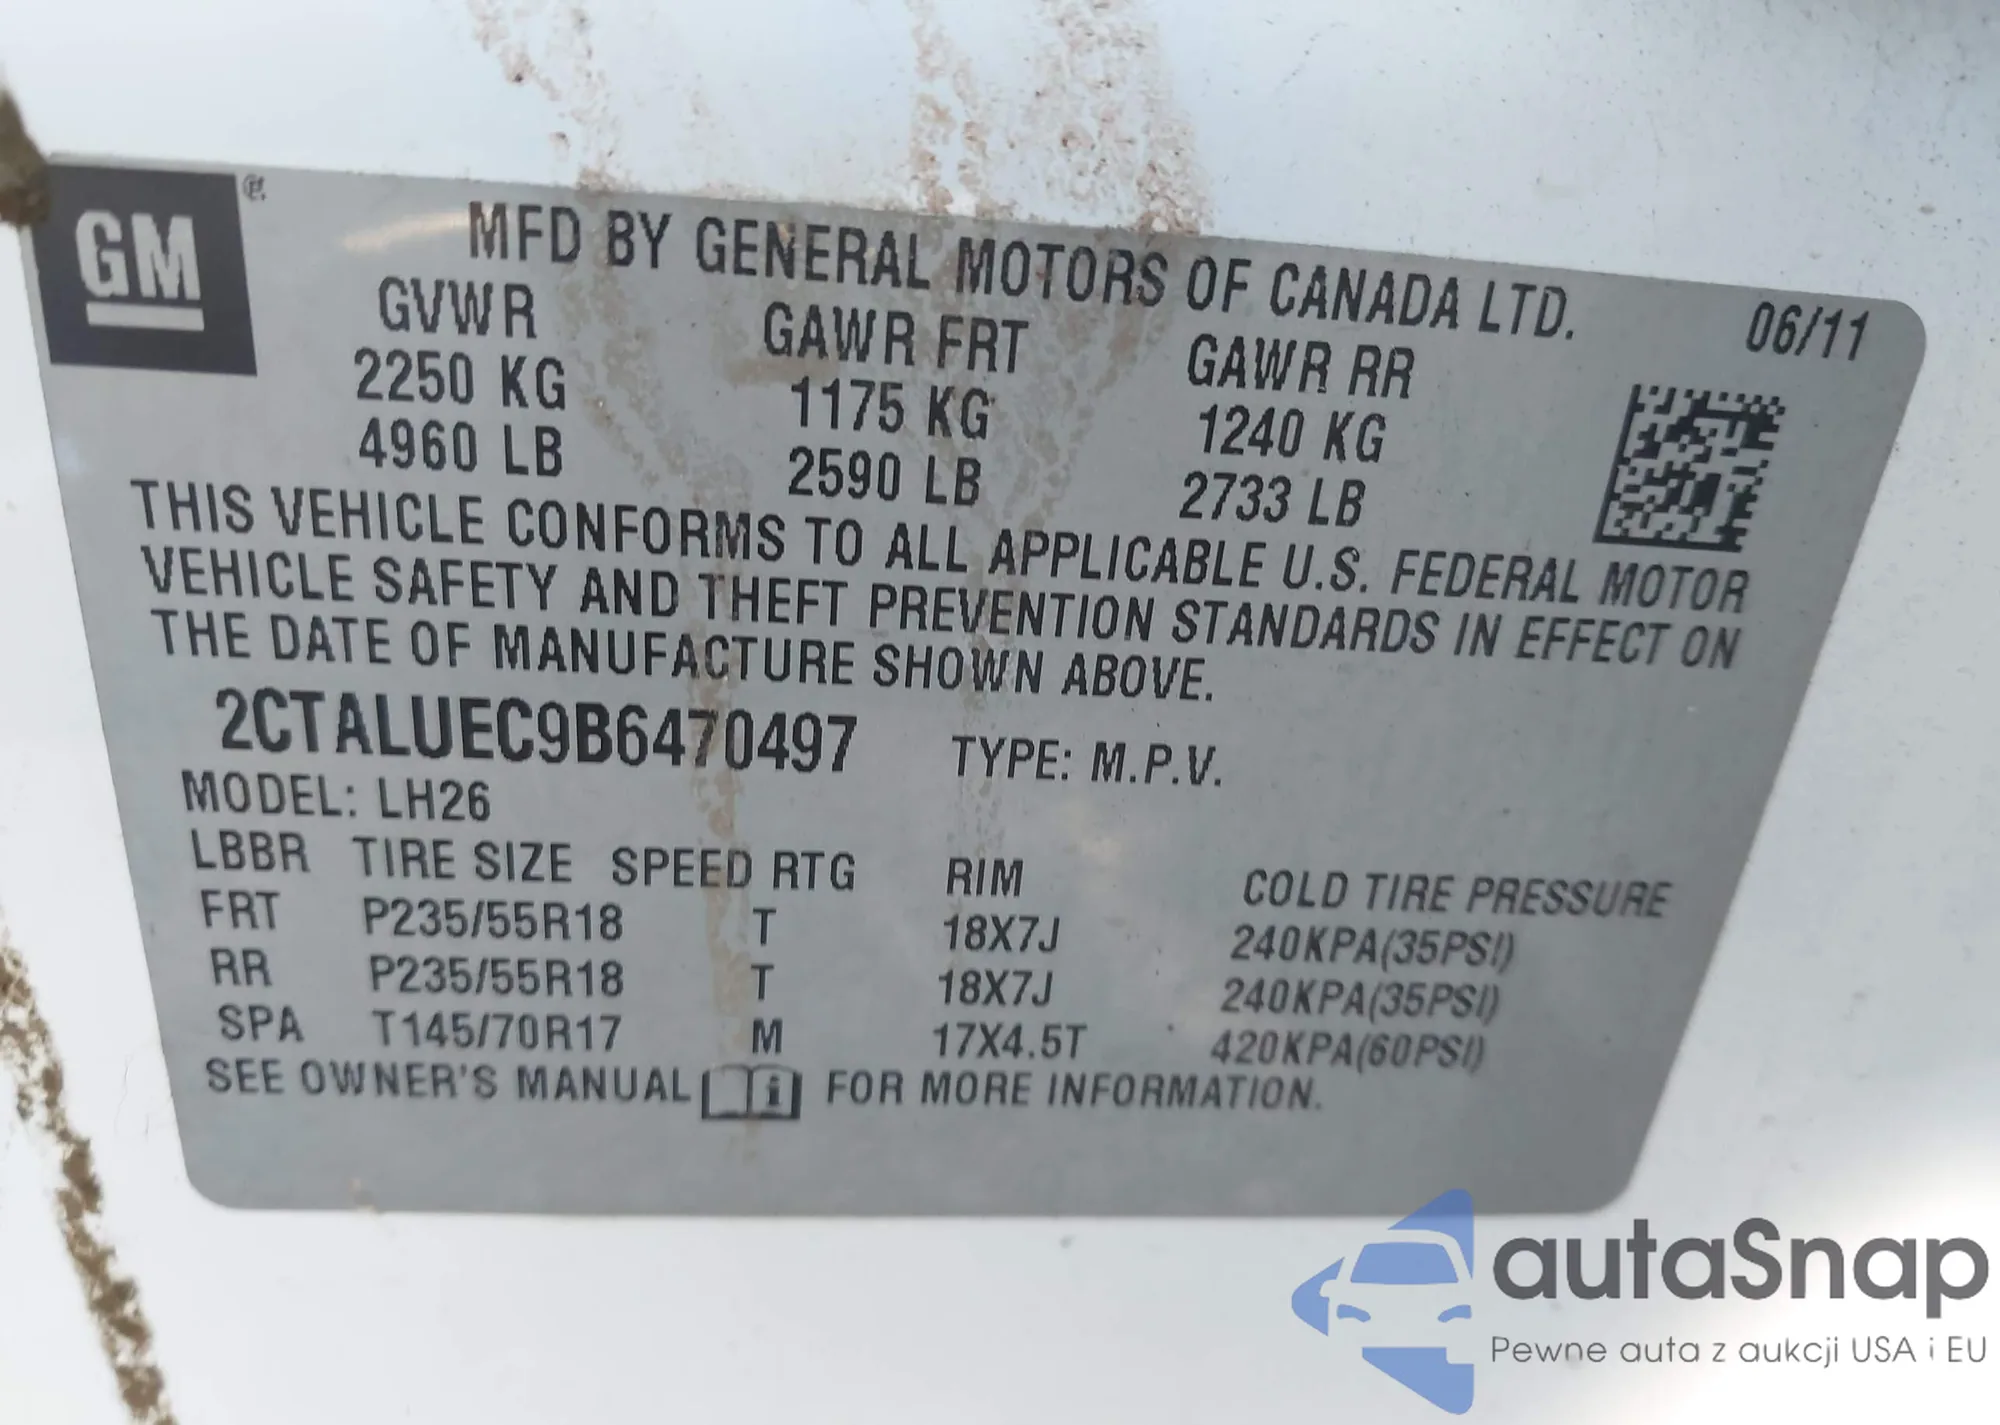 GM
MFD BY GENERAL MOTORS OF CANADA LTD.
06/11
GVWR GAWR FRT GAWR RR
2250 KG 1175 KG 1240 KG
4960 LB 2590 LB 2733 LB
THIS VEHICLE CONFORMS TO ALL APPLICABLE U.S. FEDERAL MOTOR
VEHICLE SAFETY AND THEFT PREVENTION STANDARDS IN EFFECT ON
THE DATE OF MANUFACTURE SHOWN ABOVE.
2CTALUEC9B6470497 TYPE: M.P.V.
MODEL: LH26
LBBR TIRE SIZE SPEED RTG RIM COLD TIRE PRESSURE
FRT P235/55R18 T 18X7J 240KPA(35PSI)
RR P235/55R18 T 18X7J 240KPA(35PSI)
SPA T145/70R17 M 17X4.5T 420KPA(60PSI)
SEE OWNER'S MANUAL FOR MORE INFORMATION.
autaSnap
Pewne auta z aukcji USA i EU